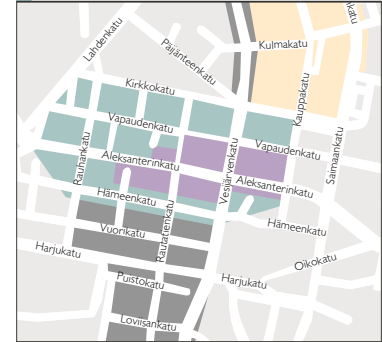 Lahdenkatu
Päijänteenkatu
Kulmakatu
katu
Kauppakatu
Kirkkokatu
Vapaudenkatu
Vapaudenkatu
Saimaankatu
Rauhankatu
Aleksanterinkatu
Vesijärvenkatu
Aleksanterinkatu
Hämeenkatu
Rautatienkatu
Hämeenkatu
Vuorikatu
Harjukatu
Oikokatu
Puistokatu
Harjukatu
Loviisankatu